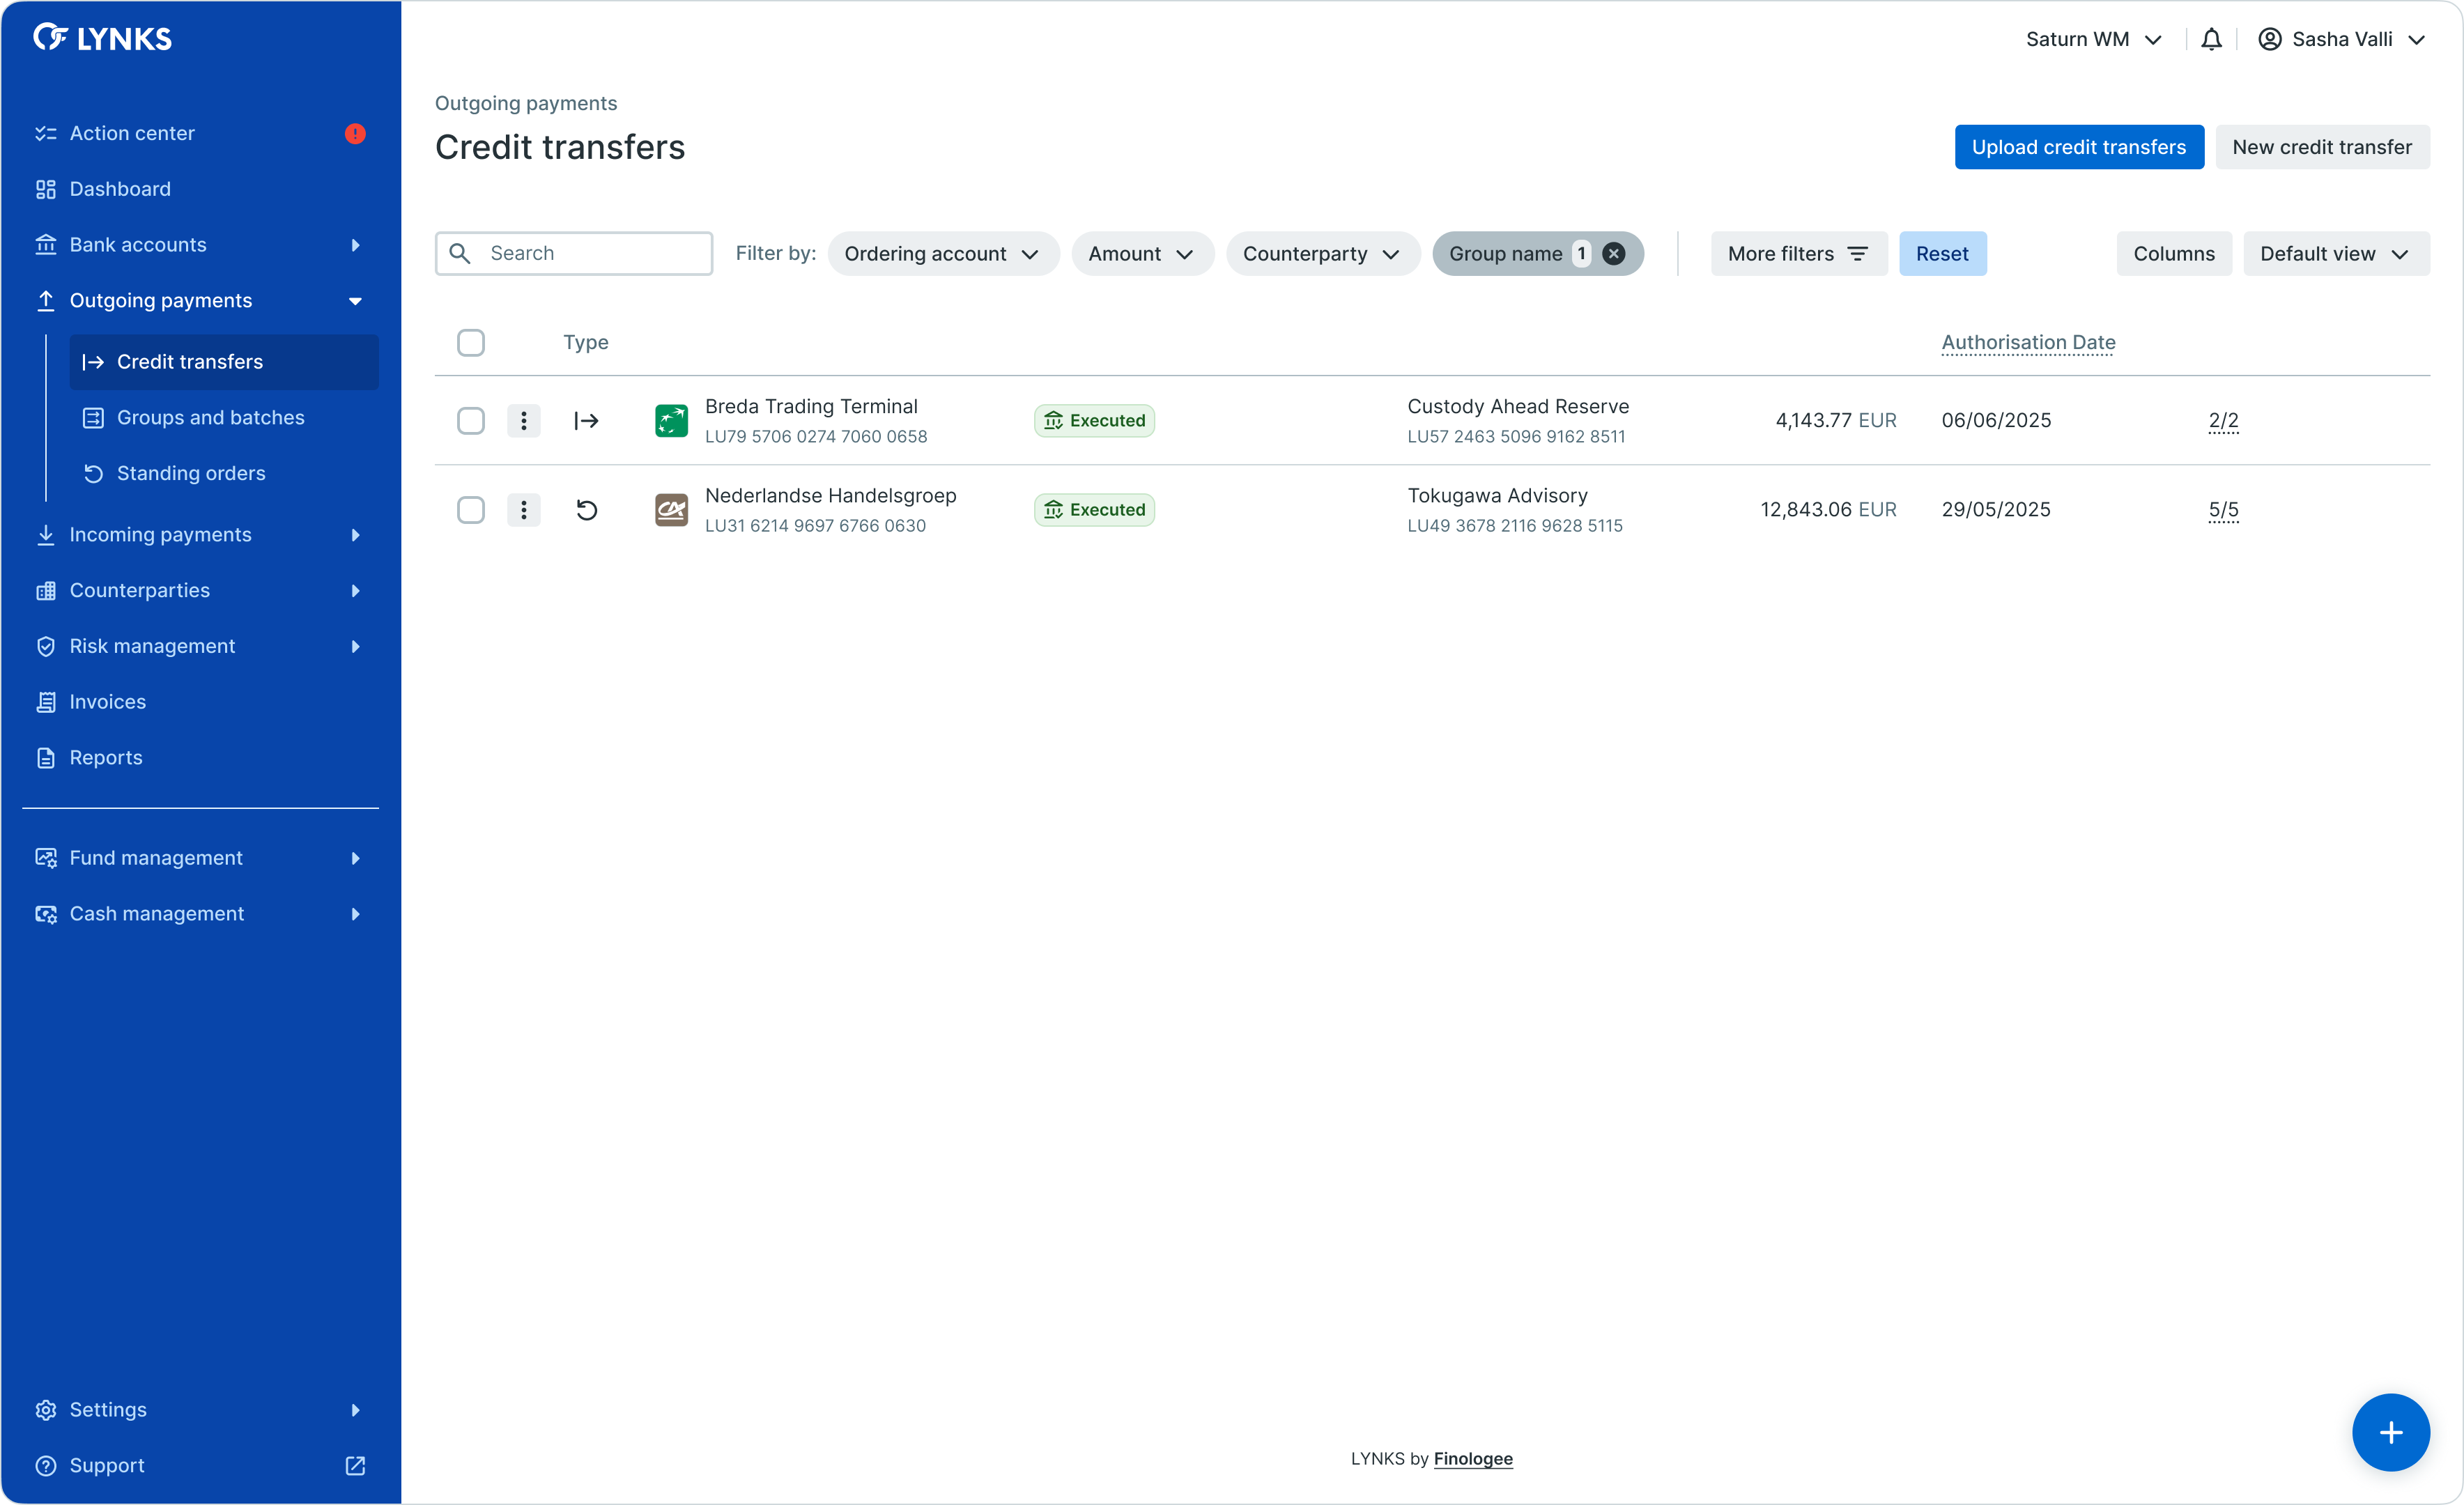 LYNKS
Saturn WM
Sasha Valli
Action center
Dashboard
Bank accounts
Outgoing payments
Credit transfers
Groups and batches
Standing orders
Incoming payments
Counterparties
Risk management
Invoices
Reports
Fund management
Cash management
Settings
Support
Outgoing payments
Credit transfers
Upload credit transfers
New credit transfer
Search
Filter by:
Ordering account
Amount
Counterparty
Group name 1
More filters
Reset
Columns
Default view
Type
Authorisation Date
Breda Trading Terminal
LU79 5706 0274 7060 0658
Executed
Custody Ahead Reserve
LU57 2463 5096 9162 8511
4,143.77 EUR
06/06/2025
2/2
Nederlandse Handelsgroep
LU31 6214 9697 6766 0630
Executed
Tokugawa Advisory
LU49 3678 2116 9628 5115
12,843.06 EUR
29/05/2025
5/5
LYNKS by Finologee